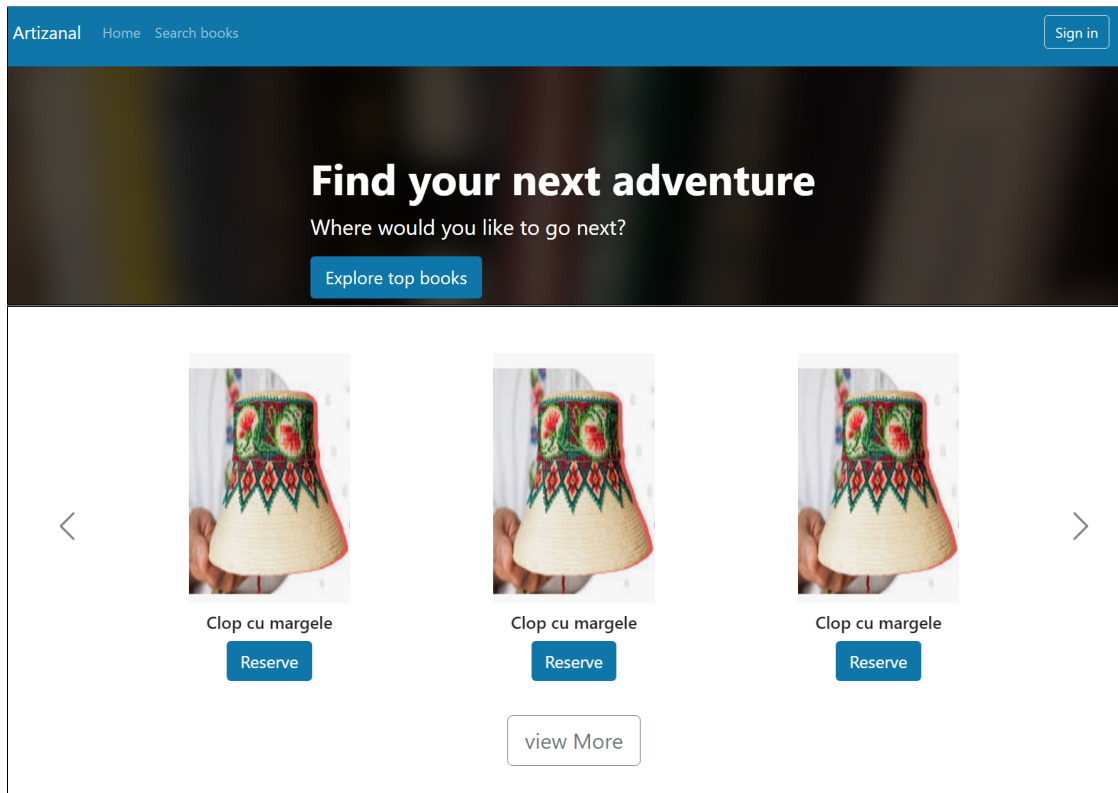 Artizanal Home Search books Sign in
Find your next adventure
Where would you like to go next?
Explore top books
Clop cu margele Clop cu margele Clop cu margele
Reserve Reserve Reserve
view More